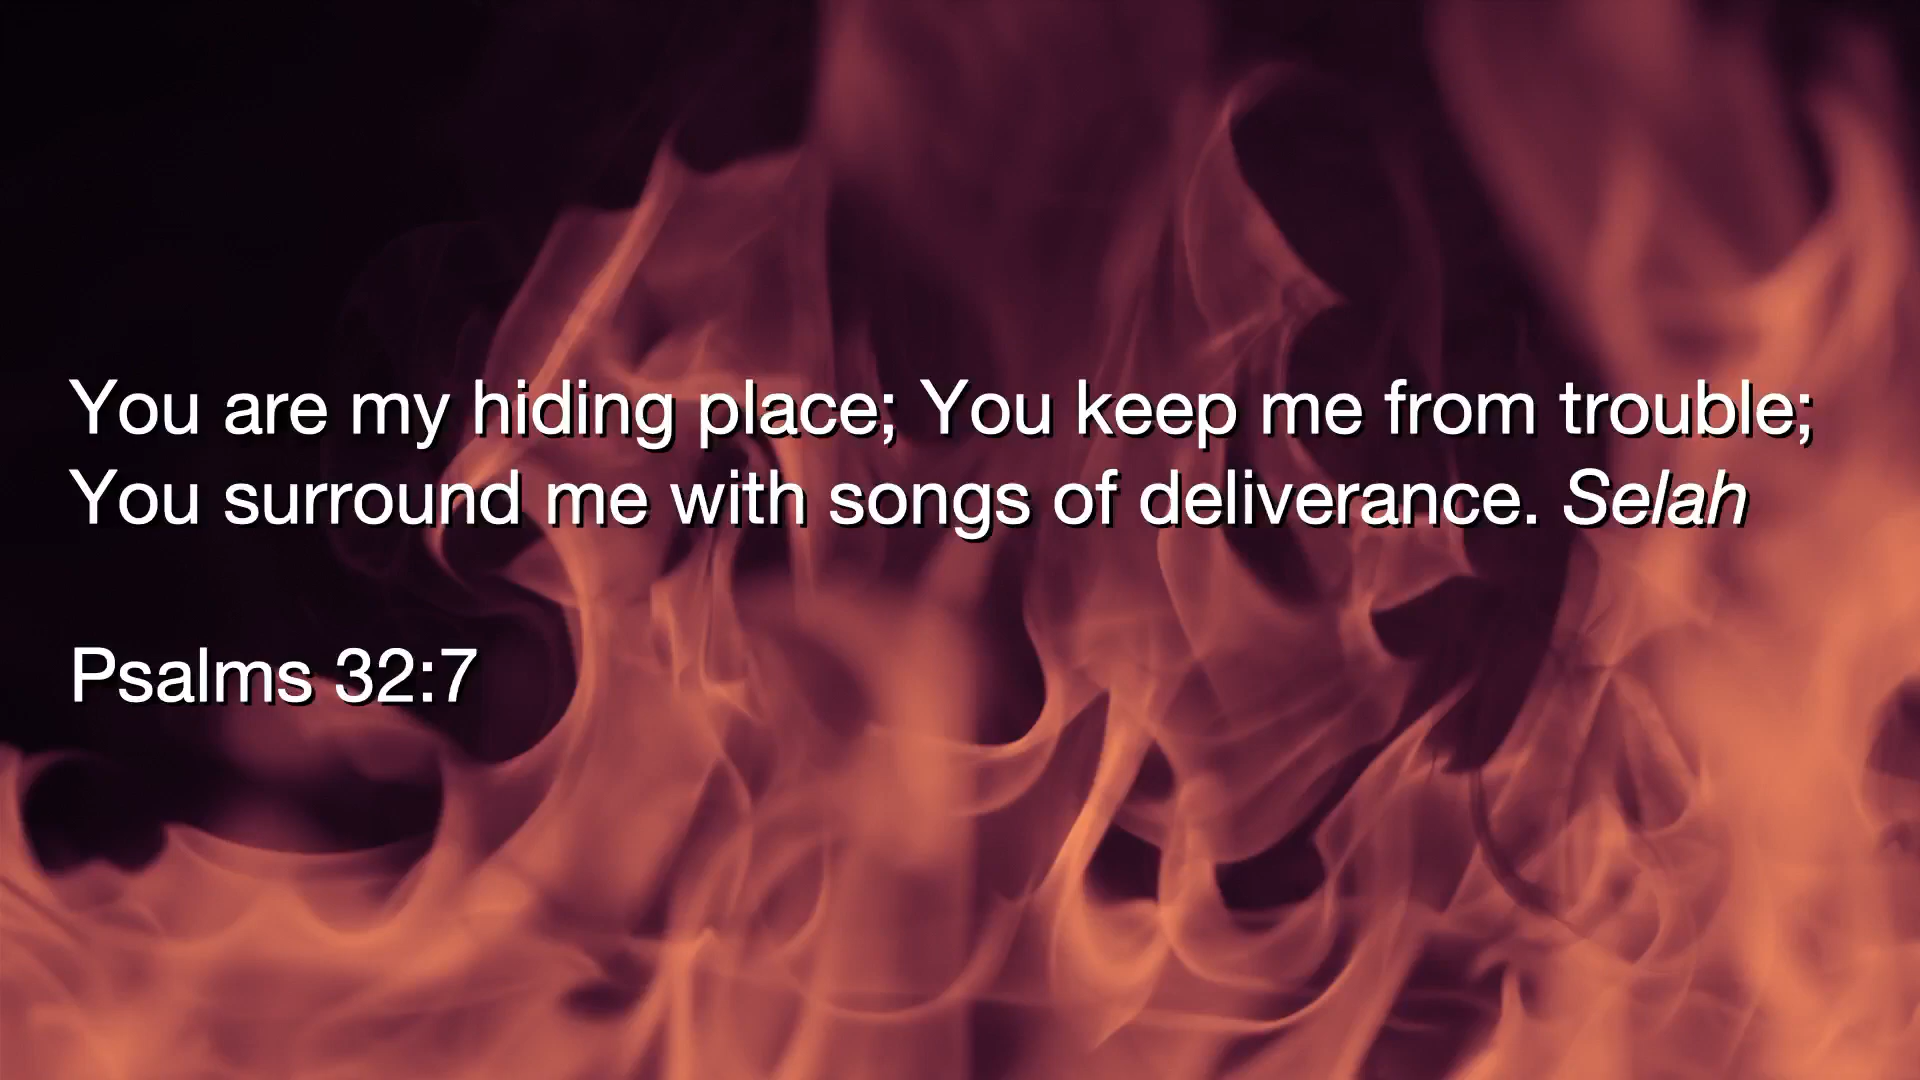 You are my hiding place; You keep me from trouble;
You surround me with songs of deliverance. Selah
Psalms 32:7